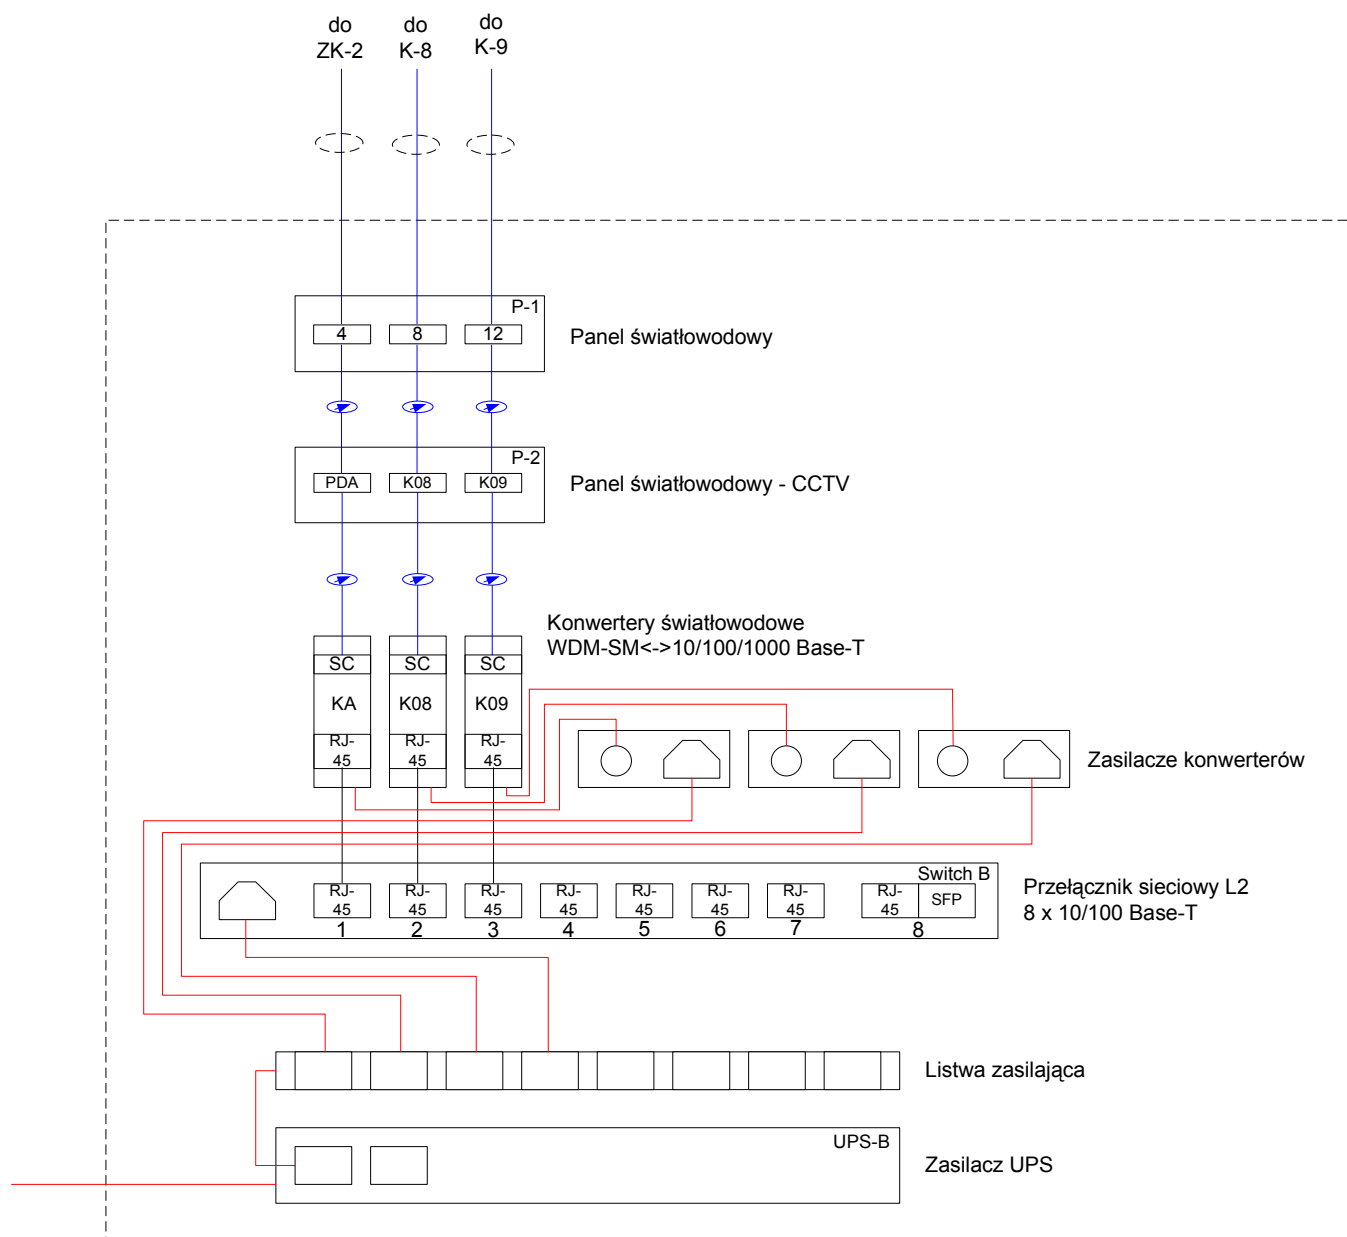 do
ZK-2
do
K-8
do
K-9
P-1
4
8
12
Panel światłowodowy
P-2
PDA
K08
K09
Panel światłowodowy - CCTV
Konwertery światłowodowe
WDM-SM<->10/100/1000 Base-T
SC
SC
SC
KA
K08
K09
RJ-
45
RJ-
45
RJ-
45
Zasilacze konwerterów
Switch B
RJ-
45
RJ-
45
RJ-
45
RJ-
45
RJ-
45
RJ-
45
RJ-
45
RJ-
45
SFP
1
2
3
4
5
6
7
8
Przełącznik sieciowy L2
8 x 10/100 Base-T
Listwa zasilająca
UPS-B
Zasilacz UPS